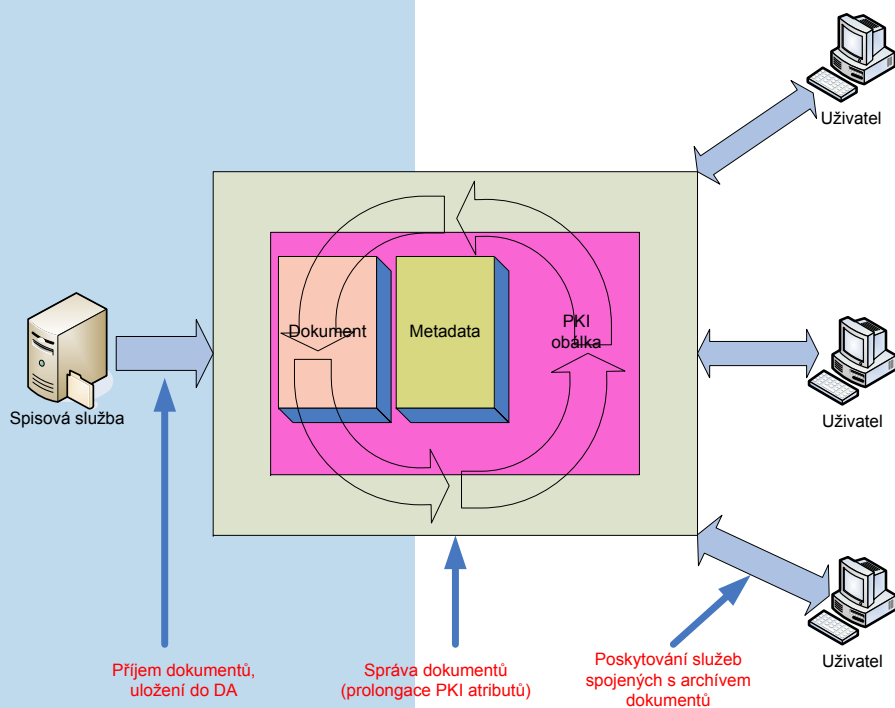 Uživatel
Dokument
Metadata
PKI
obálka
Spisová služba
Uživatel
Uživatel
Příjem dokumentů,
uložení do DA
Správa dokumentů
(prolongace PKI atributů)
Poskytování služeb
spojených s archívem
dokumentů